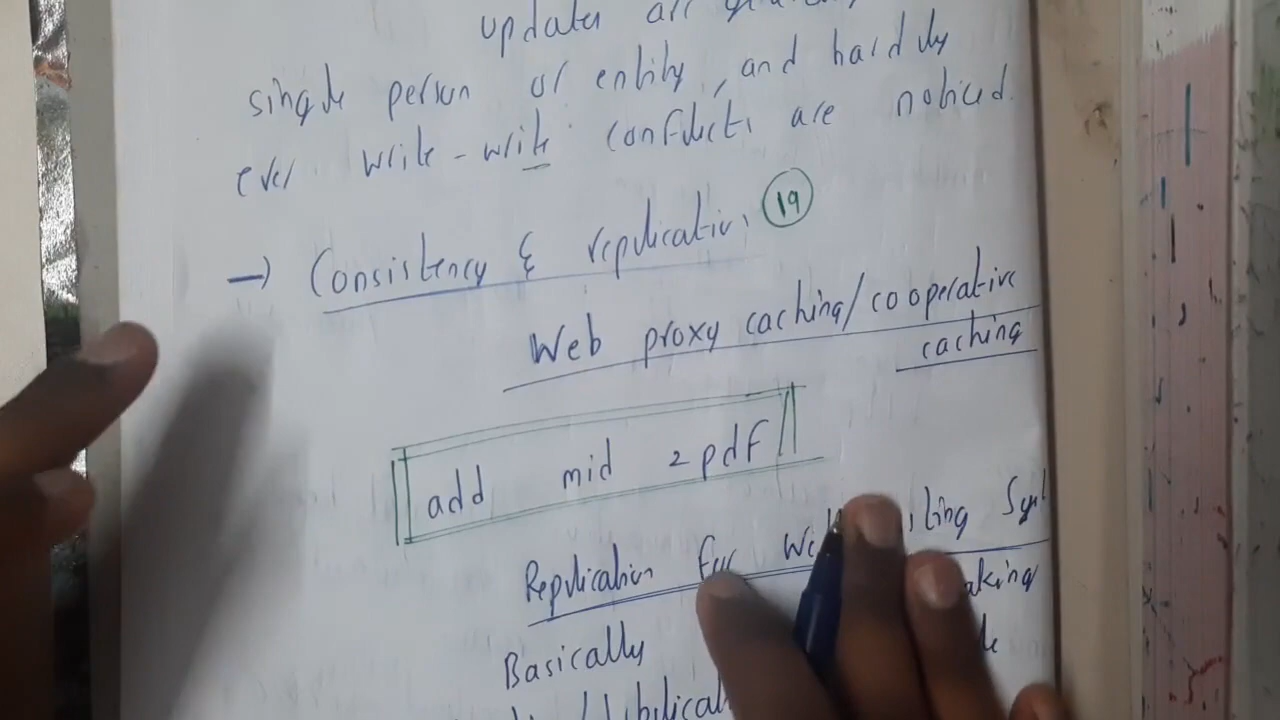 updates are
single person or entity, and hardly
ever write-write conflicts are noticed.
→ Consistency & replication 19
Web proxy caching/cooperative
caching
add mid 2 pdf
Replication for
Basically